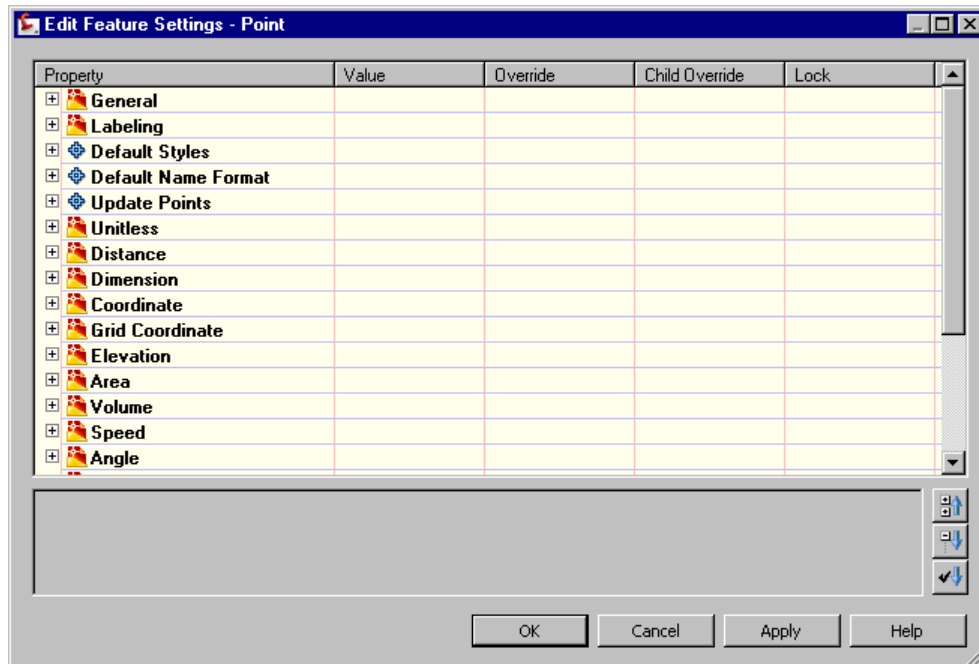 Edit Feature Settings - Point
Property Value Override Child Override Lock
General
Labeling
Default Styles
Default Name Format
Update Points
Unitless
Distance
Dimension
Coordinate
Grid Coordinate
Elevation
Area
Volume
Speed
Angle
OK Cancel Apply Help